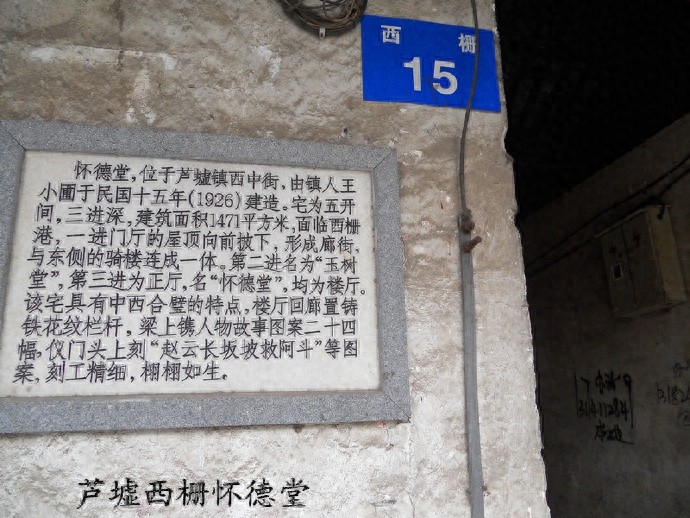 西 栅
15
怀德堂,位于芦墟镇西中街,由镇人王
小圃于民国十五年(1926)建造。宅为五开
间,三进深,建筑面积1471平方米,面临西栅
港,一进门厅的屋顶向前披下,形成廊街,
与东侧的骑楼连成一体。第二进名为“玉树
堂”,第三进为正厅,名“怀德堂”,均为楼厅。
该宅具有中西合璧的特点,楼厅回廊置铸
铁花纹栏杆,梁上镌人物故事图案二十四
幅,仪门头上刻“赵云长坂坡救阿斗”等图
案,刻工精细,栩栩如生。
芦墟西栅怀德堂